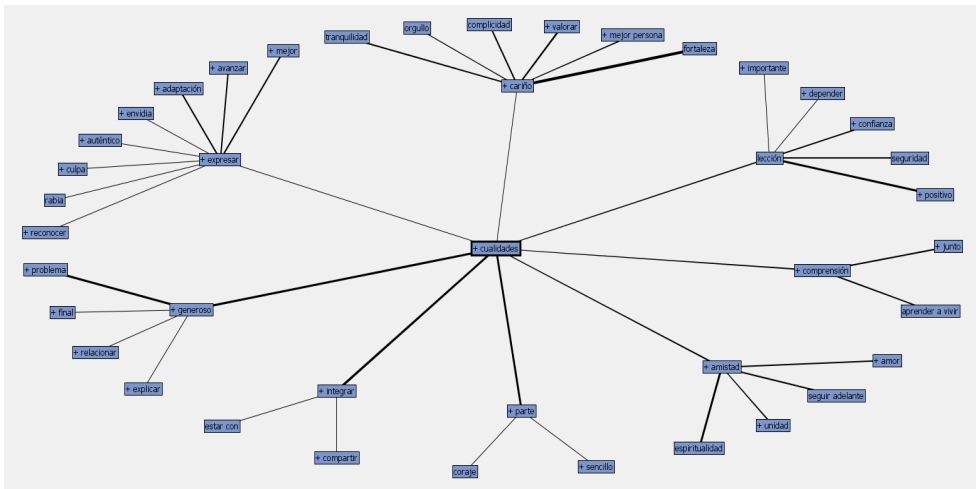 complicidad
+ valorar
orgullo
tranquilidad
+ mejor persona
fortaleza
+ mejor
+ avanzar
+ importante
+ cariño
+ adaptación
+ depender
+ envidia
+ confianza
+ auténtico
+ expresar
lección
seguridad
+ culpa
+ positivo
rabia
+ reconocer
+ cualidades
+ junto
+ problema
+ comprensión
+ generoso
+ final
aprender a vivir
+ relacionar
+ amistad
+ amor
+ explicar
+ integrar
seguir adelante
+ parte
estar con
+ unidad
espiritualidad
+ compartir
coraje
+ sencillo